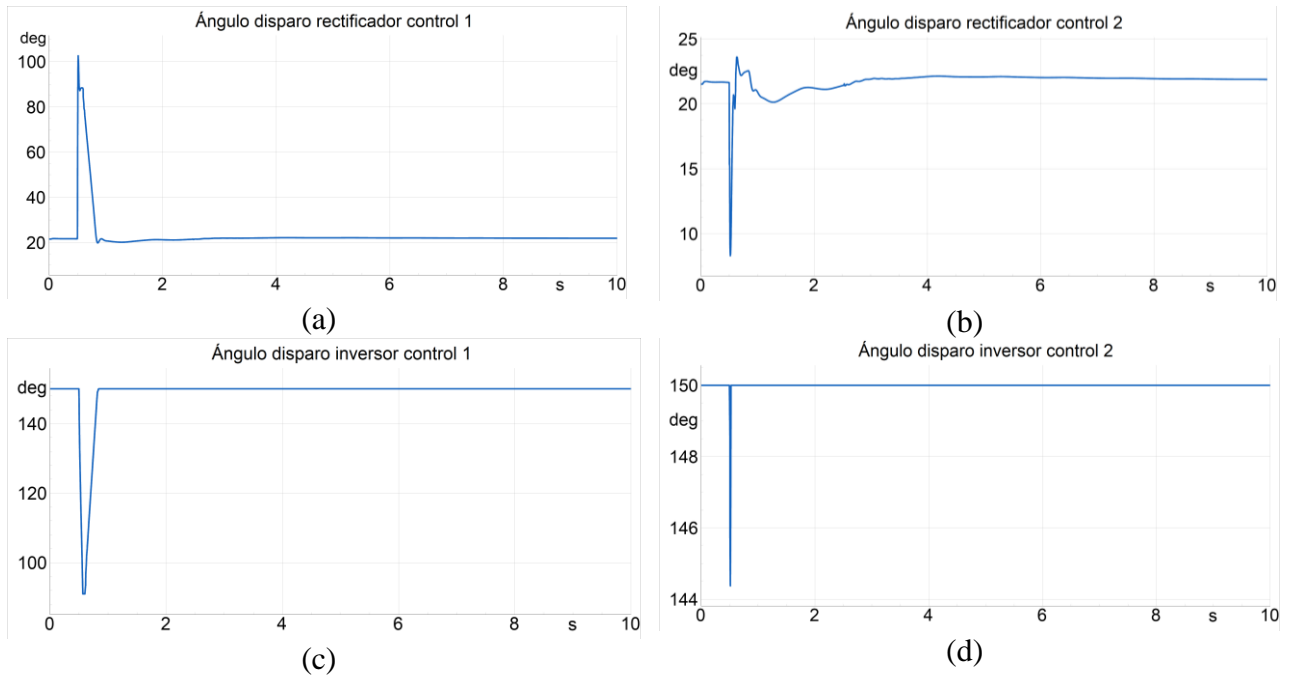 Ángulo disparo rectificador control 1
deg
100
80
60
40
20
0 2 4 6 8 s 10
(a)
Ángulo disparo rectificador control 2
25
deg
20
15
10
0 2 4 6 8 s 10
(b)
Ángulo disparo inversor control 1
deg
140
120
100
0 2 4 6 8 s 10
(c)
Ángulo disparo inversor control 2
150
deg
148
146
144
0 2 4 6 8 s 10
(d)